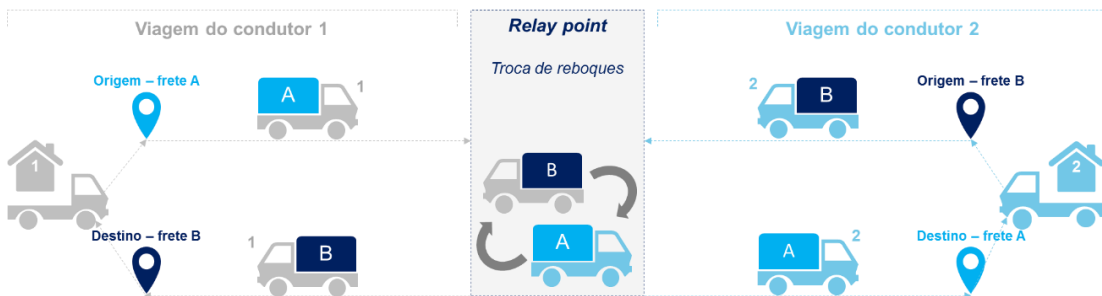 Viagem do condutor 1
Relay point
Viagem do condutor 2
Troca de reboques
Origem – frete A
A
1
2
B
Origem – frete B
1
B
2
Destino – frete B
1
B
A
A
2
Destino – frete A